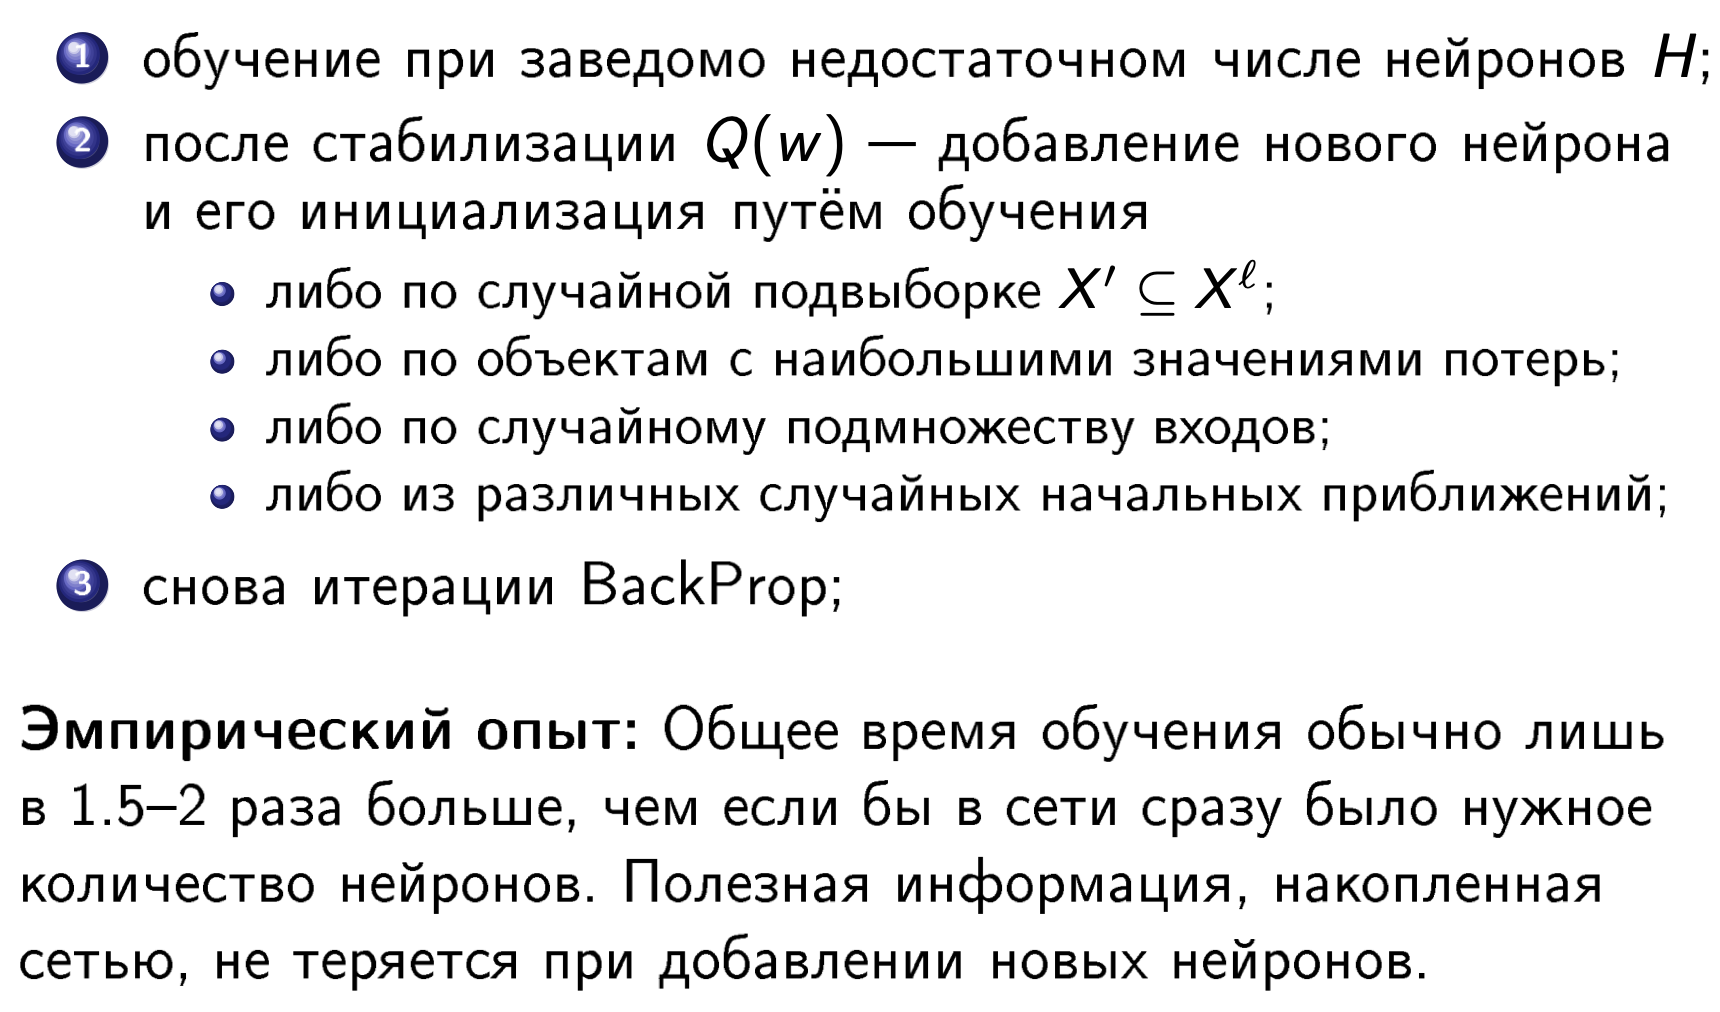 1 обучение при заведомо недостаточном числе нейронов H;
2 после стабилизации Q(w) — добавление нового нейрона
и его инициализация путём обучения
• либо по случайной подвыборке X′ ⊆ X^ℓ;
• либо по объектам с наибольшими значениями потерь;
• либо по случайному подмножеству входов;
• либо из различных случайных начальных приближений;
3 снова итерации BackProp;
Эмпирический опыт: Общее время обучения обычно лишь
в 1.5–2 раза больше, чем если бы в сети сразу было нужное
количество нейронов. Полезная информация, накопленная
сетью, не теряется при добавлении новых нейронов.